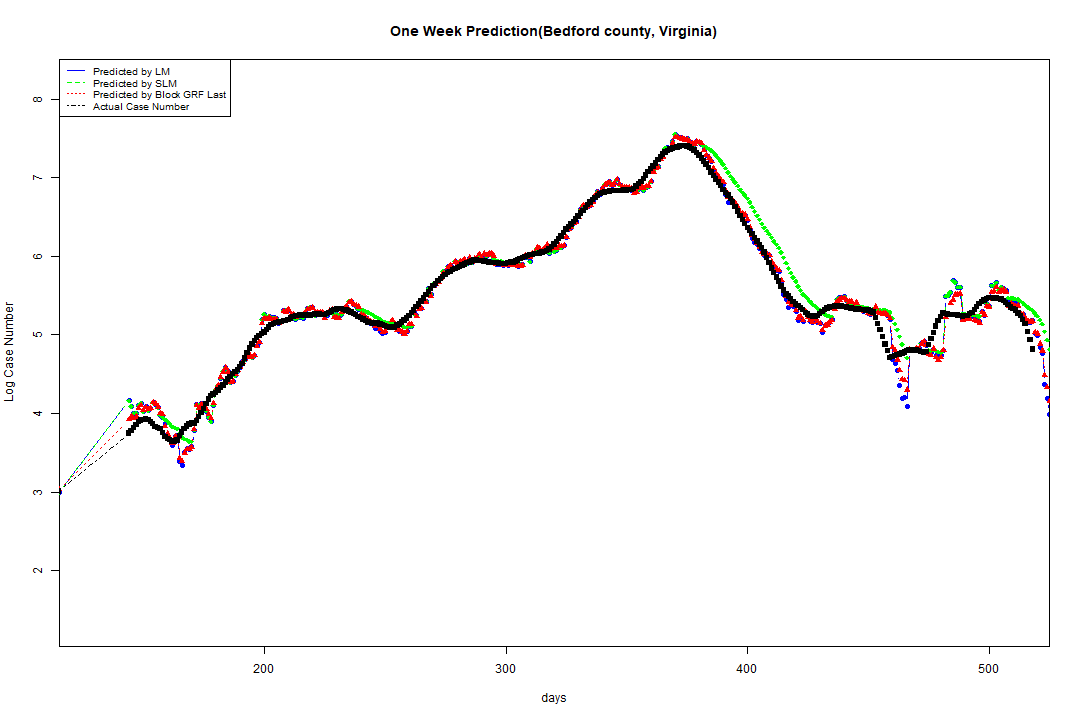 One Week Prediction(Bedford county, Virginia)
Predicted by LM
Predicted by SLM
Predicted by Block GRF Last
Actual Case Number
8
7
6
5
4
3
2
Log Case Number
200 300 400 500
days